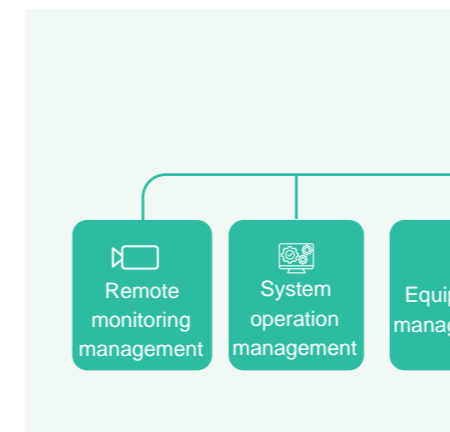 Remote
monitoring
management
System
operation
management